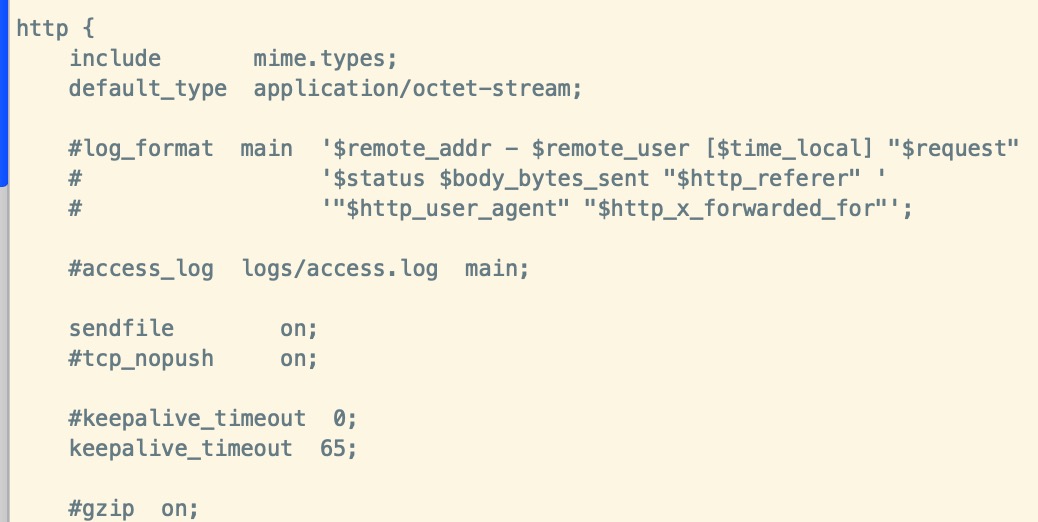 http {
    include       mime.types;
    default_type  application/octet-stream;

    #log_format  main  '$remote_addr - $remote_user [$time_local] "$request"
    #                  '$status $body_bytes_sent "$http_referer" '
    #                  '"$http_user_agent" "$http_x_forwarded_for"';

    #access_log  logs/access.log  main;

    sendfile        on;
    #tcp_nopush     on;

    #keepalive_timeout  0;
    keepalive_timeout  65;

    #gzip  on;